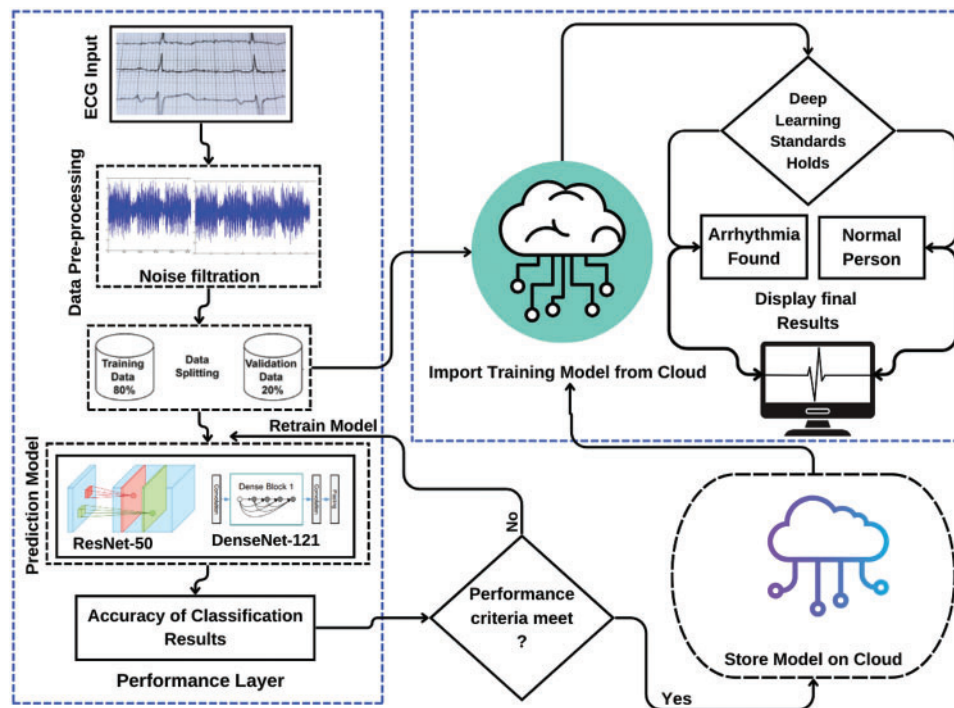 ECG Input
Data Pre-processing
Noise filtration
Training
Data
80%
Data
Splitting
Validation
Data
20%
Retrain Model
Prediction Model
ResNet-50
Convolution
Dense Block 1
Convolution
Pooling
DenseNet-121
Accuracy of Classification
Results
Performance Layer
No
Performance
criteria meet
?
Yes
Import Training Model from Cloud
Deep
Learning
Standards
Holds
Arrhythmia
Found
Normal
Person
Display final
Results
Store Model on Cloud